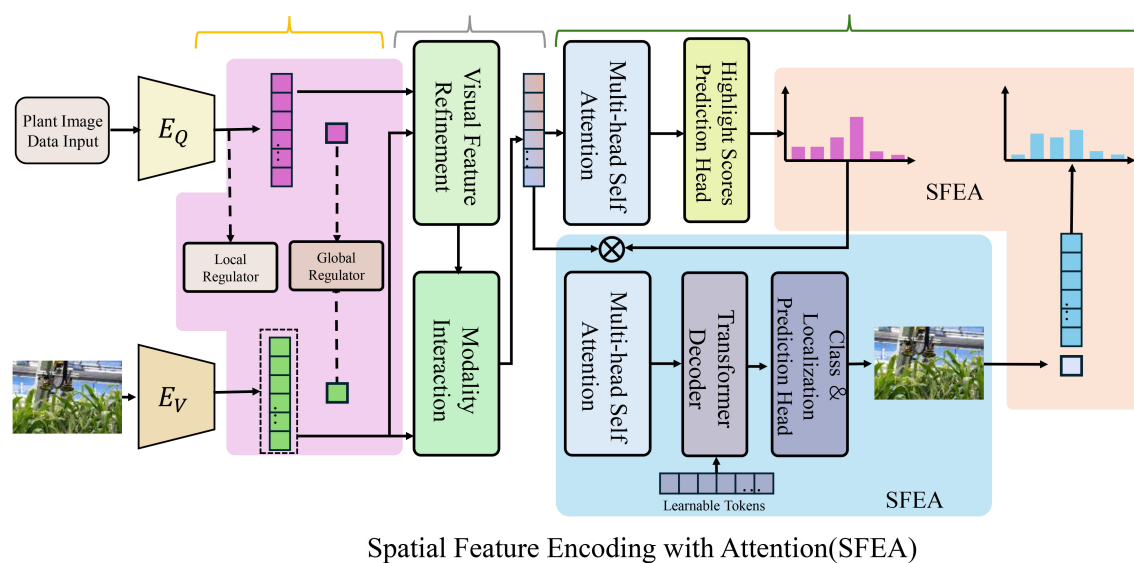 Plant Image
Data Input
E_Q
Visual Feature
Refinement
Multi-head Self
Attention
Highlight Scores
Prediction Head
SFEA
Local
Regulator
Global
Regulator
E_V
Modality
Interaction
Multi-head Self
Attention
Transformer
Decoder
Class &
Localization
Prediction Head
Learnable Tokens
SFEA
Spatial Feature Encoding with Attention(SFEA)